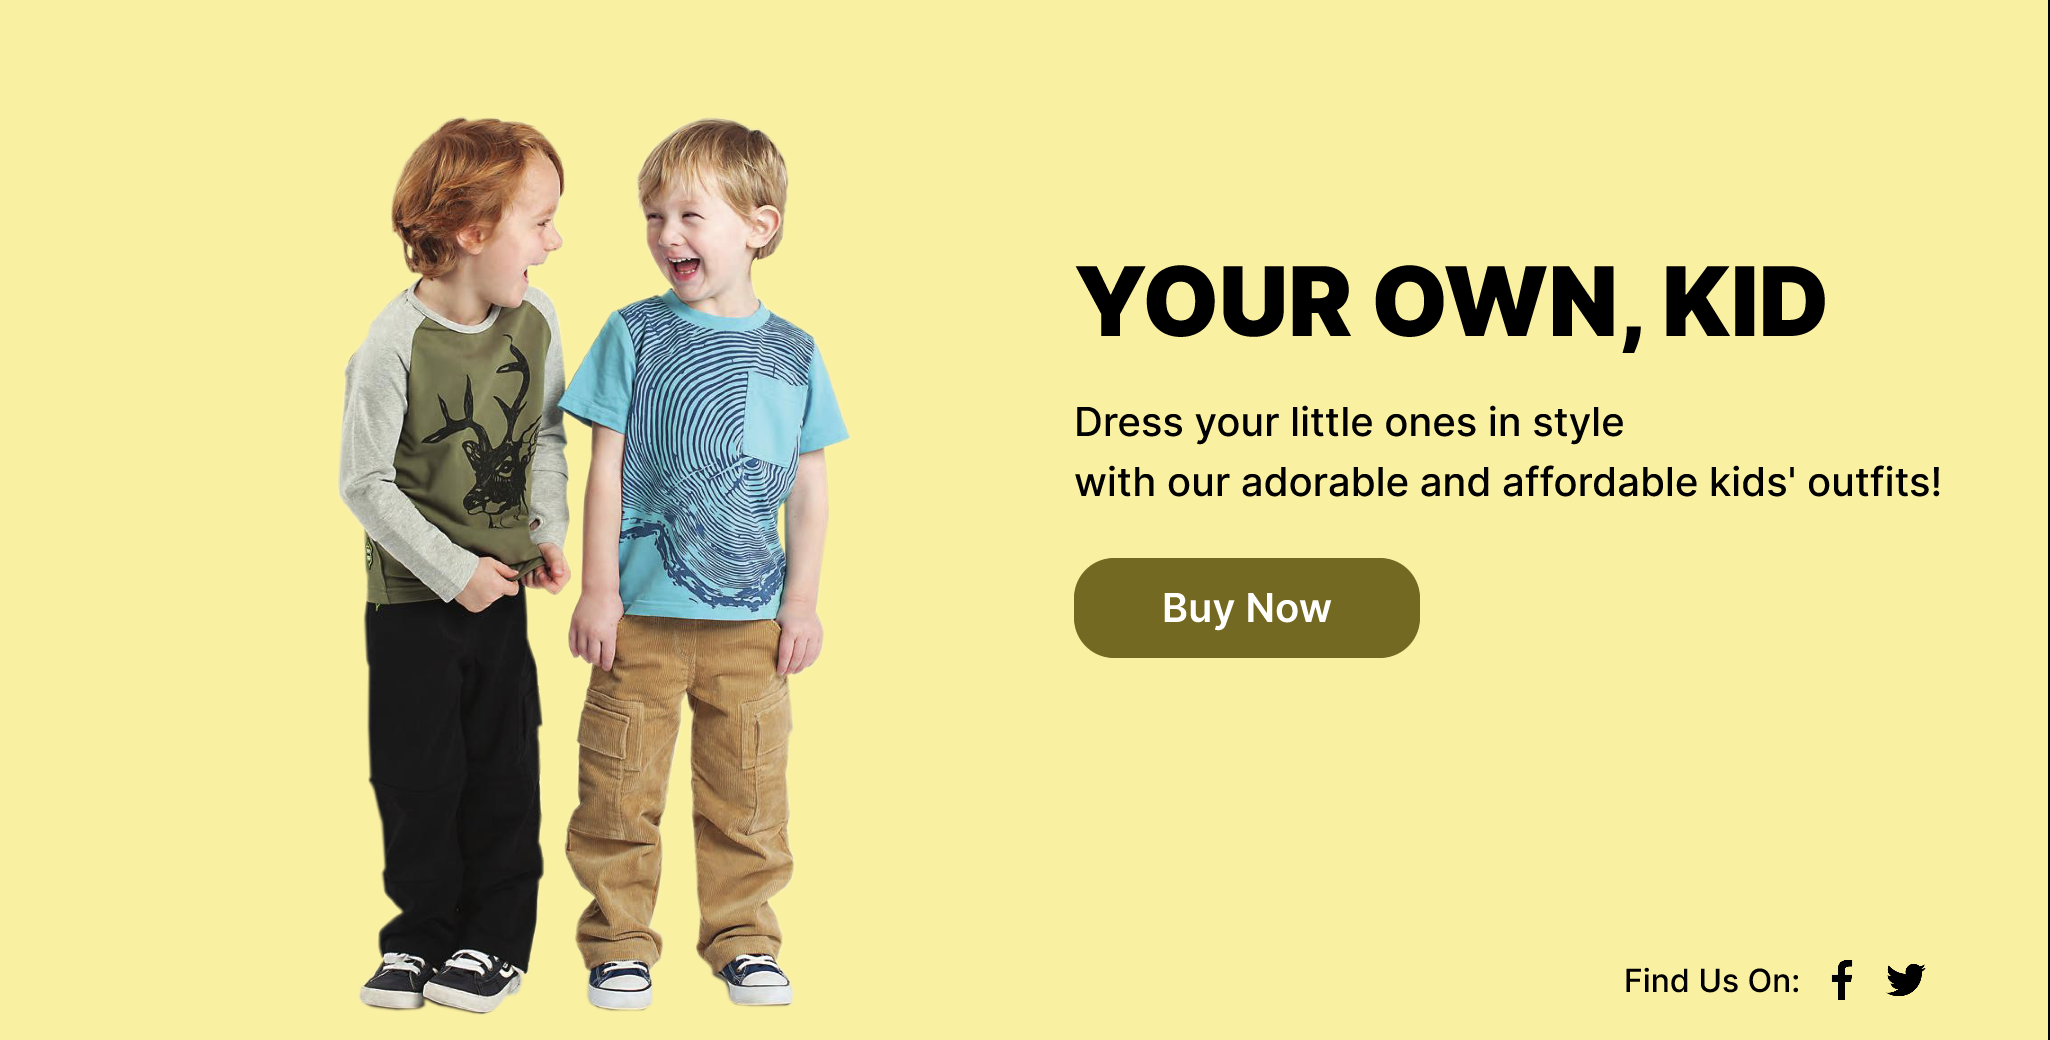 YOUR OWN, KID
Dress your little ones in style
with our adorable and affordable kids' outfits!
Buy Now
Find Us On: